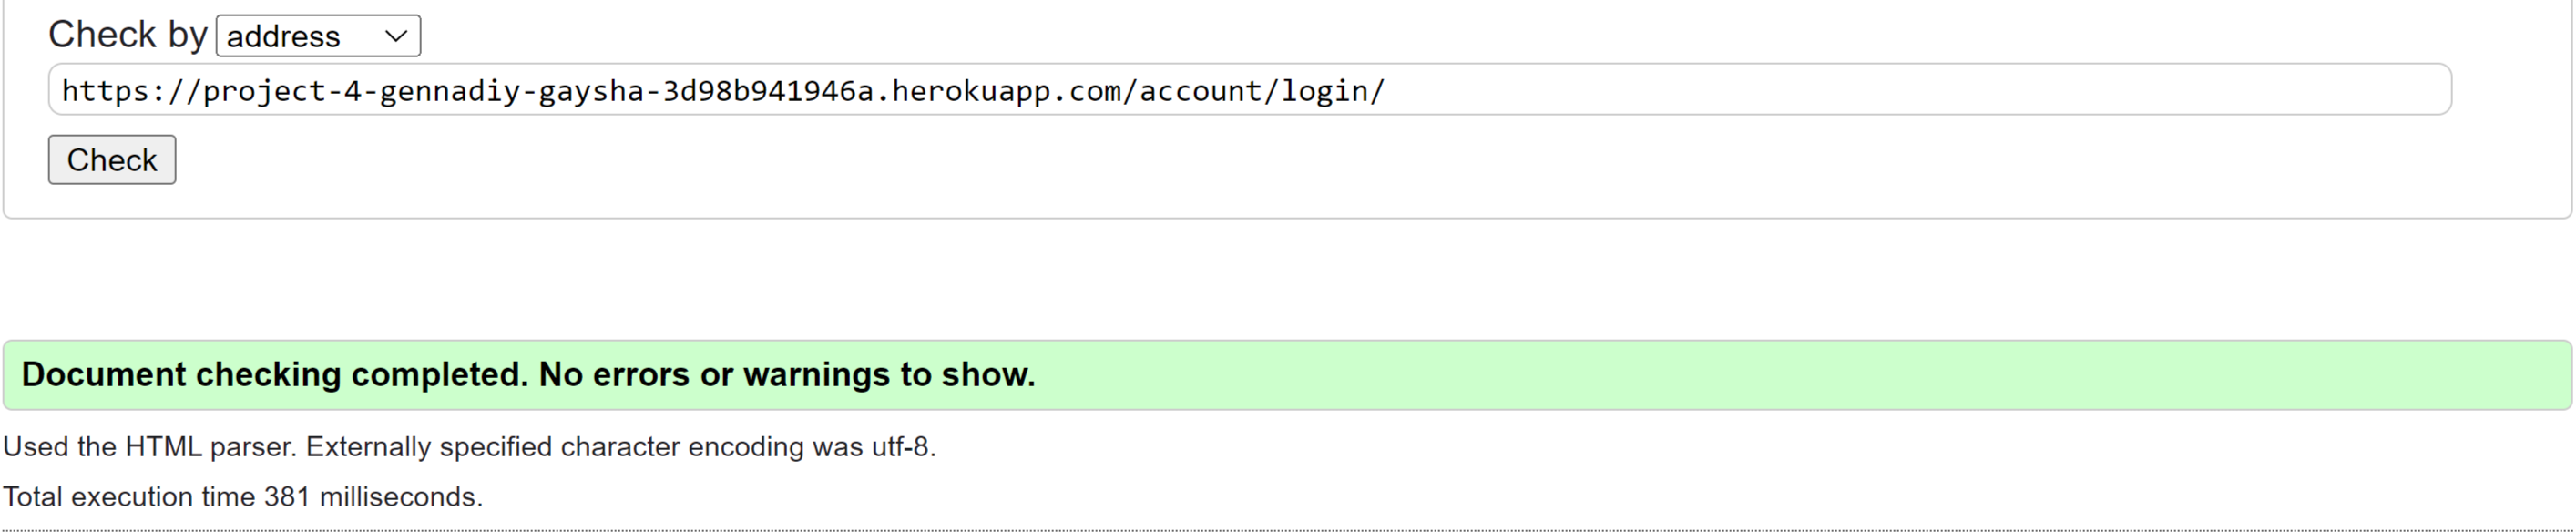 Check by address
https://project-4-gennadiy-gaysha-3d98b941946a.herokuapp.com/account/login/
Check
Document checking completed. No errors or warnings to show.
Used the HTML parser. Externally specified character encoding was utf-8.
Total execution time 381 milliseconds.